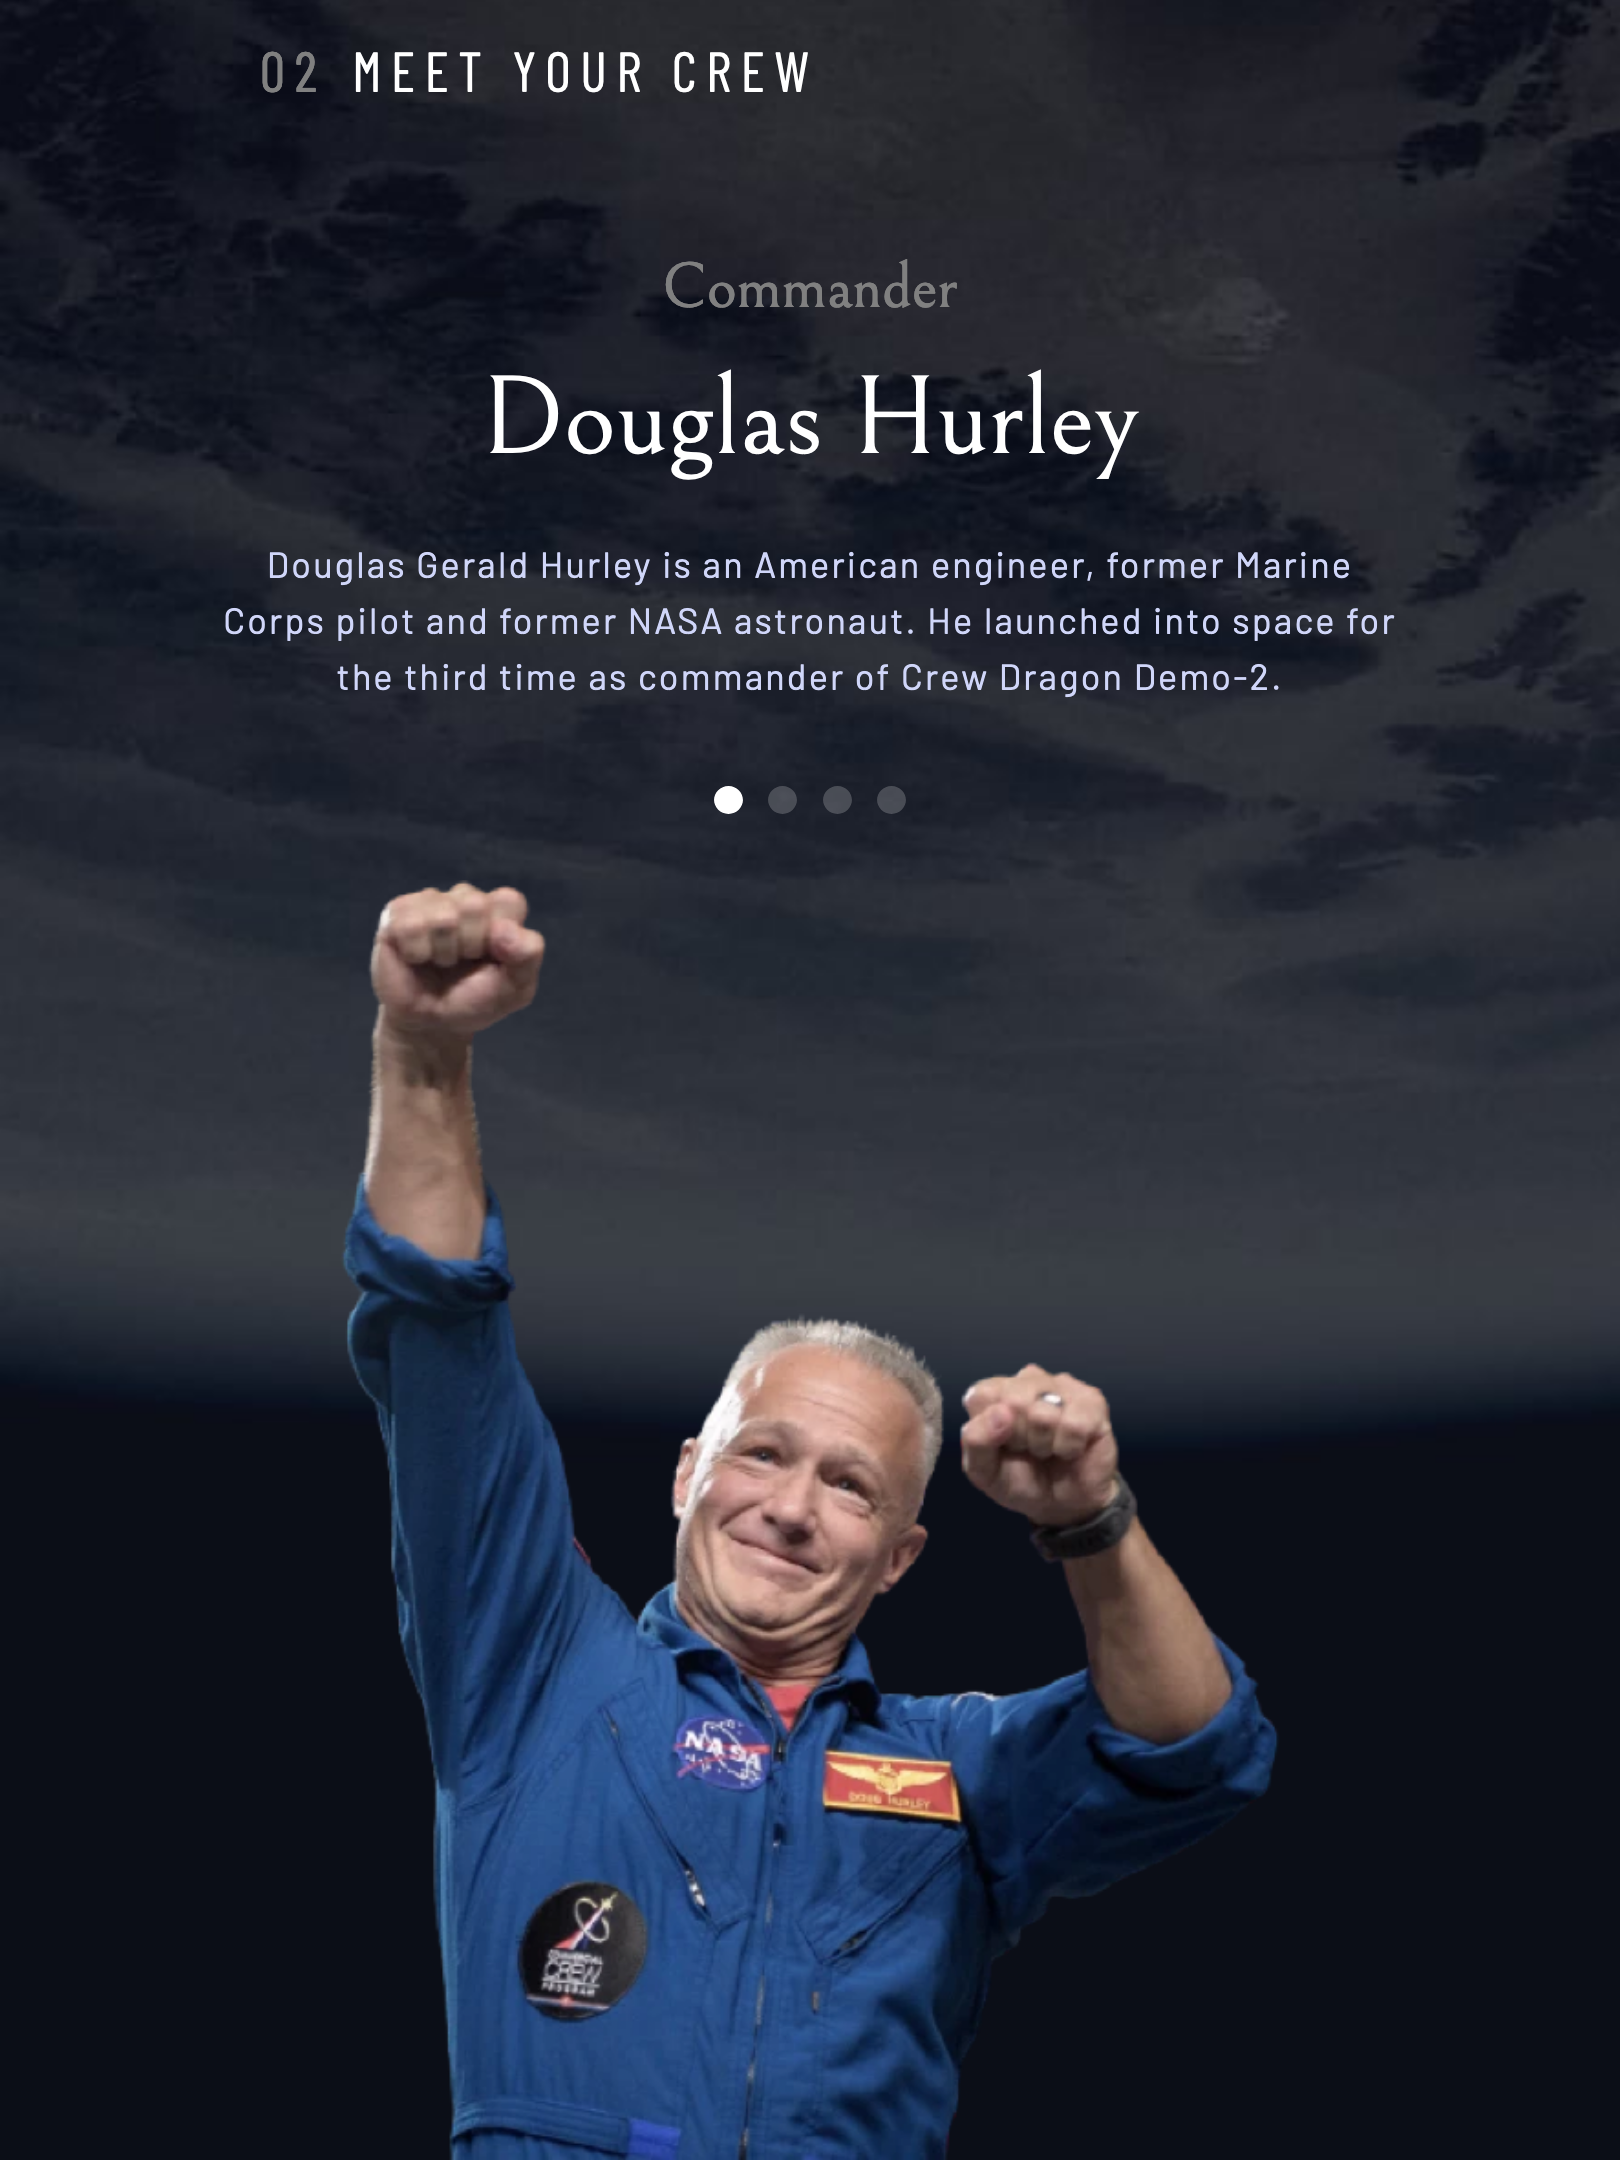 02 MEET YOUR CREW
Commander
Douglas Hurley
Douglas Gerald Hurley is an American engineer, former Marine
Corps pilot and former NASA astronaut. He launched into space for
the third time as commander of Crew Dragon Demo-2.
NASA
DOUG HURLEY
COMMERCIAL
CREW
PROGRAM